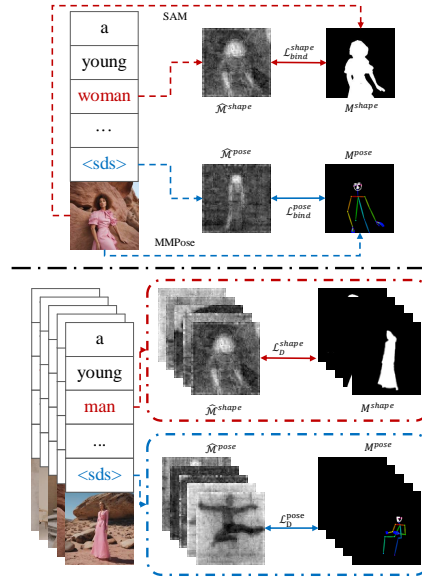 a
SAM
young
woman
...
<sds>
MMPose
ℒ_bind^shape
ℳ̂^shape
M^shape
ℳ̂^pose
M^pose
ℒ_bind^pose
a
young
man
...
<sds>
ℒ_D^shape
ℳ̂^shape
M^shape
ℳ̂^pose
M^pose
ℒ_D^pose